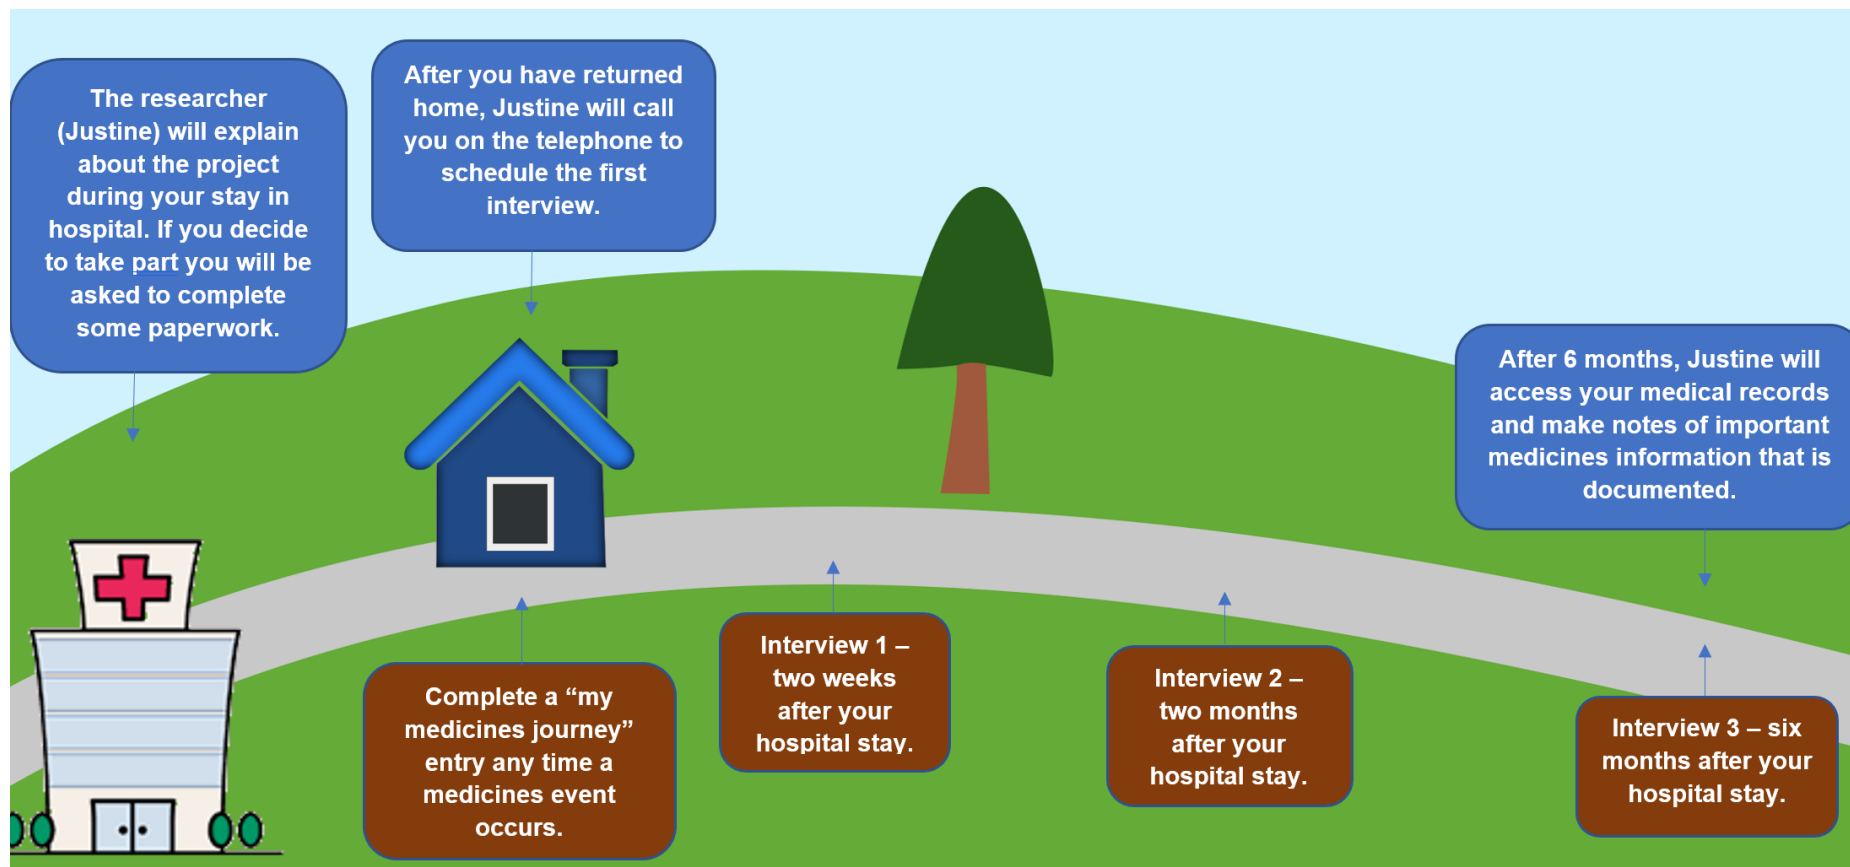 The researcher
(Justine) will explain
about the project
during your stay in
hospital. If you decide
to take part you will be
asked to complete
some paperwork.
After you have returned
home, Justine will call
you on the telephone to
schedule the first
interview.
After 6 months, Justine will
access your medical records
and make notes of important
medicines information that is
documented.
Complete a “my
medicines journey”
entry any time a
medicines event
occurs.
Interview 1 –
two weeks
after your
hospital stay.
Interview 2 –
two months
after your
hospital stay.
Interview 3 – six
months after your
hospital stay.